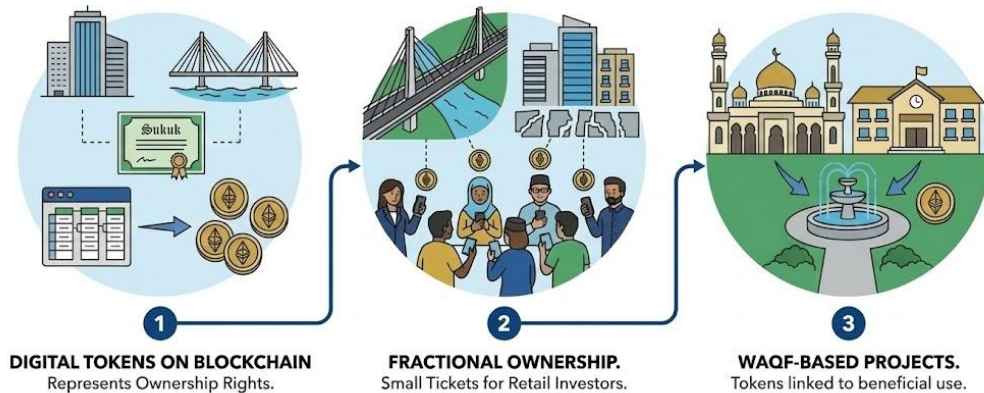 Sukuk
1
DIGITAL TOKENS ON BLOCKCHAIN
Represents Ownership Rights.
2
FRACTIONAL OWNERSHIP.
Small Tickets for Retail Investors.
3
WAQF-BASED PROJECTS.
Tokens linked to beneficial use.